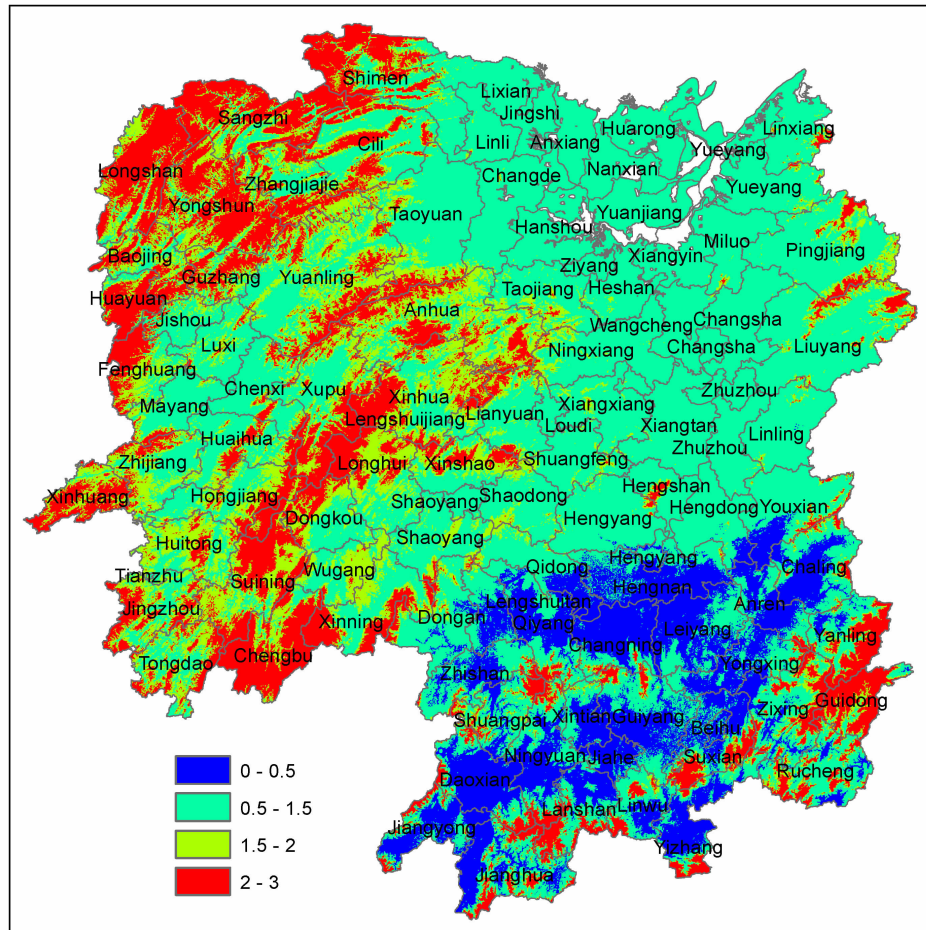 Shimen
Lixian
Jingshi
Sangzhi
Huarong
Linxiang
Cili
Linli
Anxiang
Yueyang
Longshan
Zhangjiajie
Changde
Nanxian
Yueyang
Yongshun
Taoyuan
Hanshou
Yuanjiang
Baojing
Guzhang
Yuanling
Ziyang
Xiangyin
Miluo
Pingjiang
Huayuan
Taojiang
Heshan
Jishou
Anhua
Wangcheng
Changsha
Luxi
Ningxiang
Changsha
Liuyang
Fenghuang
Chenxi
Xupu
Xinhua
Zhuzhou
Mayang
Lengshuijiang
Lianyuan
Xiangxiang
Loudi
Xiangtan
Huaihua
Zhuzhou
Linling
Zhijiang
Longhui
Xinshao
Shuangfeng
Xinhuang
Hongjiang
Shaoyang
Shaodong
Hengshan
Dongkou
Hengyang
Hengdong
Youxian
Huitong
Shaoyang
Tianzhu
Suining
Wugang
Qidong
Hengyang
Chaling
Jingzhou
Hengnan
Xinning
Dongan
Lengshuitan
Qiyang
Anren
Changning
Leiyang
Yanling
Tongdao
Chengbu
Zhishan
Yongxing
Guidong
Shuangpai
Xintian
Guiyang
Beihu
Zixing
Ningyuan
Jiahe
Suxian
Rucheng
Daoxian
Lanshan
Linwu
Jiangyong
Yizhang
Jianghua
0 - 0.5
0.5 - 1.5
1.5 - 2
2 - 3